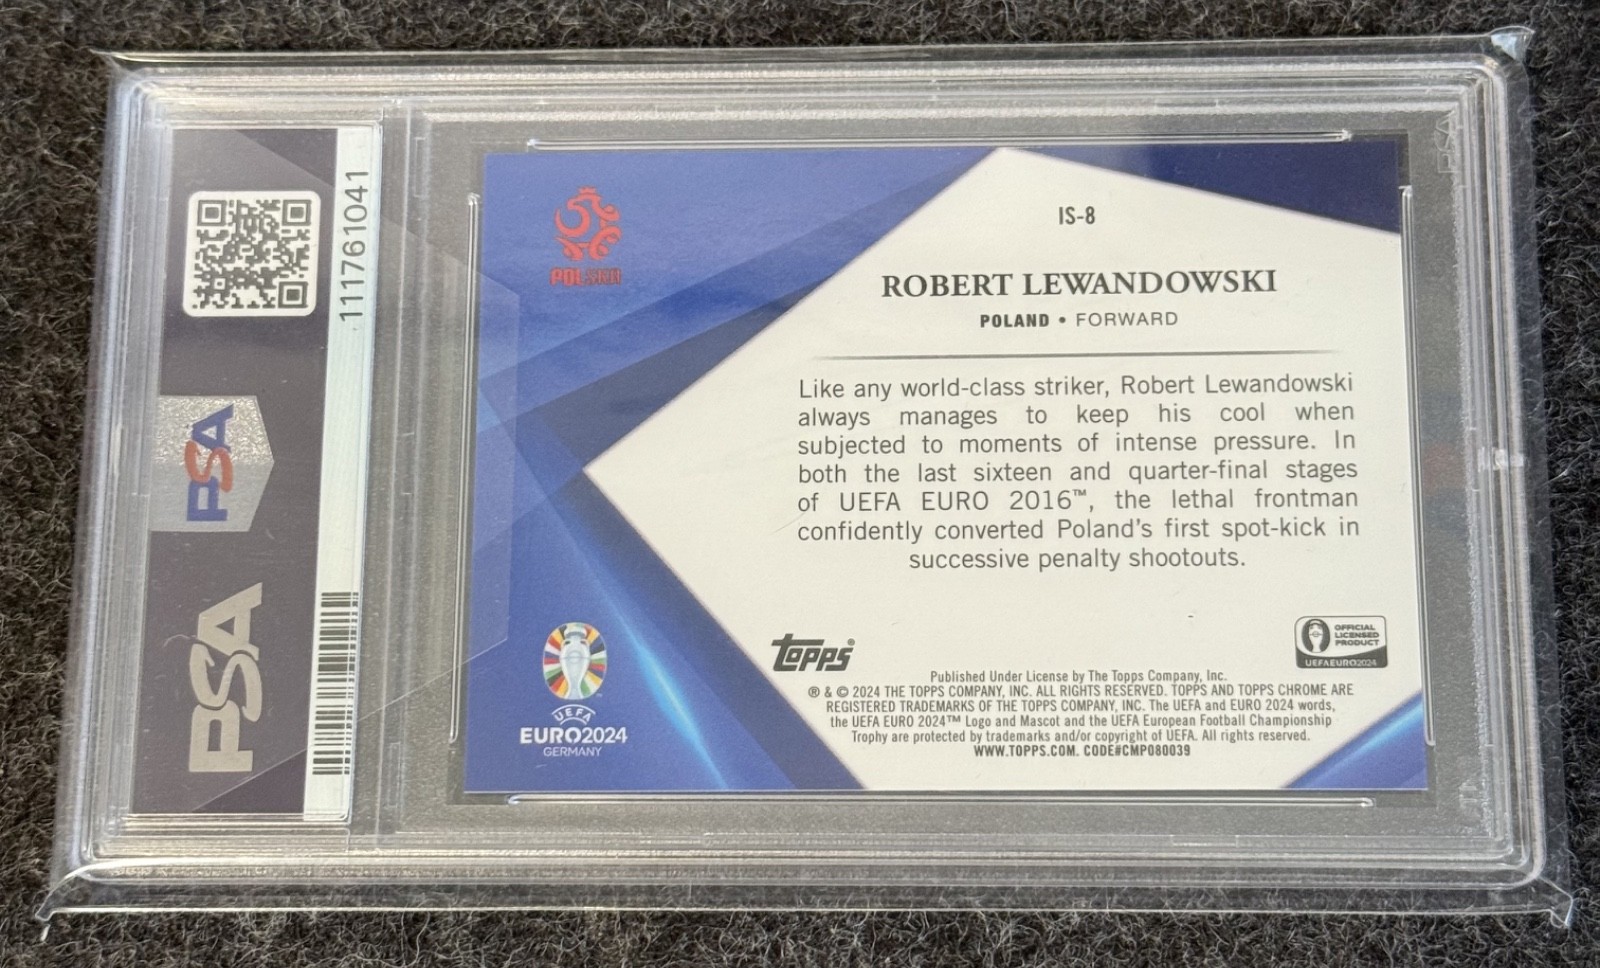 111761041
PSA
PSA
POLSKA
IS-8
ROBERT LEWANDOWSKI
POLAND • FORWARD
Like any world-class striker, Robert Lewandowski
always manages to keep his cool when
subjected to moments of intense pressure. In
both the last sixteen and quarter-final stages
of UEFA EURO 2016™, the lethal frontman
confidently converted Poland's first spot-kick in
successive penalty shootouts.
UEFA
EURO2024
GERMANY
Topps®
OFFICIAL
LICENSED
PRODUCT
UEFA EURO2024
Published Under License by The Topps Company, Inc.
® & © 2024 THE TOPPS COMPANY, INC. ALL RIGHTS RESERVED. TOPPS AND TOPPS CHROME ARE
REGISTERED TRADEMARKS OF THE TOPPS COMPANY, INC. The UEFA and EURO 2024 words,
the UEFA EURO 2024™ Logo and Mascot and the UEFA European Football Championship
Trophy are protected by trademarks and/or copyright of UEFA. All rights reserved.
WWW.TOPPS.COM. CODE#CMP080039